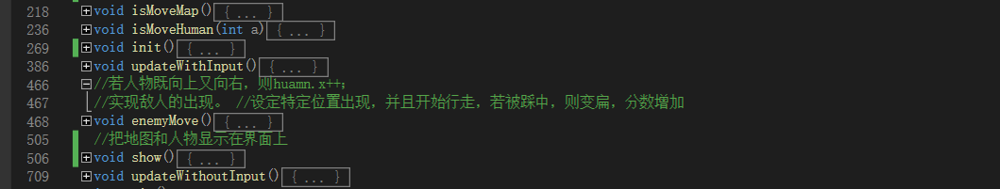 218 void isMoveMap() { ... }
236 void isMoveHuman(int a) { ... }
269 void init() { ... }
386 void updateWithInput() { ... }
466 //若人物既向上又向右，则huamn.x++;
467 //实现敌人的出现。 //设定特定位置出现，并且开始行走，若被踩中，则变扁，分数增加
468 void enemyMove() { ... }
505 //把地图和人物显示在界面上
506 void show() { ... }
709 void updateWithoutInput() { ... }